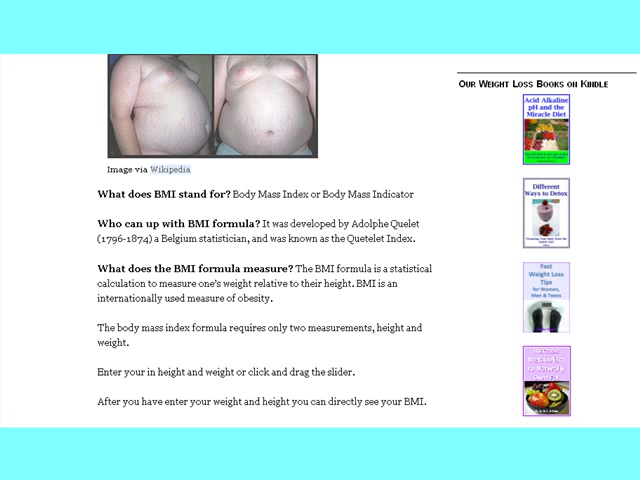 Image via Wikipedia
What does BMI stand for? Body Mass Index or Body Mass Indicator
Who can up with BMI formula? It was developed by Adolphe Quelet
(1796-1874) a Belgium statistician, and was known as the Quetelet Index.
What does the BMI formula measure? The BMI formula is a statistical
calculation to measure one's weight relative to their height. BMI is an
internationally used measure of obesity.
The body mass index formula requires only two measurements, height and
weight.
Enter your in height and weight or click and drag the slider.
After you have enter your weight and height you can directly see your BMI.
Our Weight Loss Books on Kindle
Acid Alkaline
pH and the
Miracle Diet
Different
Ways to Detox
Fast
Weight Loss
Tips
for Women,
Men & Teens
Metabolism
to Naturally